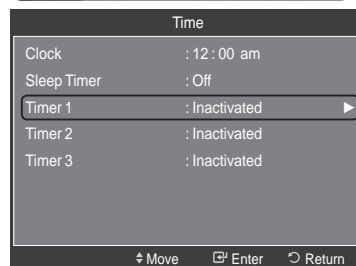 Time
Clock : 12 : 00 am
Sleep Timer : Off
Timer 1 : Inactivated
Timer 2 : Inactivated
Timer 3 : Inactivated
Move Enter Return